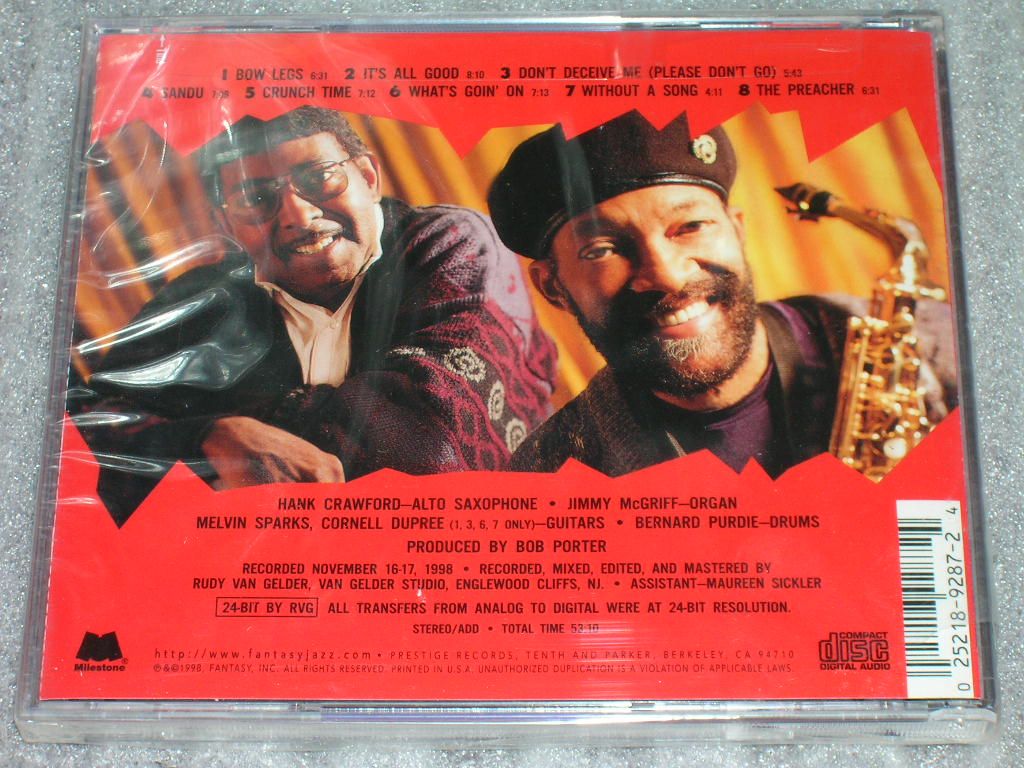 1 BOW LEGS 6:31 2 IT'S ALL GOOD 8:10 3 DON'T DECEIVE ME (PLEASE DON'T GO) 5:43
4 SANDU 7:09 5 CRUNCH TIME 7:12 6 WHAT'S GOIN' ON 7:13 7 WITHOUT A SONG 4:11 8 THE PREACHER 6:31
HANK CRAWFORD—ALTO SAXOPHONE • JIMMY McGRIFF—ORGAN
MELVIN SPARKS, CORNELL DUPREE (1, 3, 6, 7 ONLY)—GUITARS • BERNARD PURDIE—DRUMS
PRODUCED BY BOB PORTER
RECORDED NOVEMBER 16-17, 1998 • RECORDED, MIXED, EDITED, AND MASTERED BY
RUDY VAN GELDER, VAN GELDER STUDIO, ENGLEWOOD CLIFFS, NJ. • ASSISTANT—MAUREEN SICKLER
24-BIT BY RVG ALL TRANSFERS FROM ANALOG TO DIGITAL WERE AT 24-BIT RESOLUTION.
STEREO/ADD • TOTAL TIME 53:10
http://www.fantasyjazz.com • PRESTIGE RECORDS, TENTH AND PARKER, BERKELEY, CA 94710
℗&©1998, FANTASY, INC. ALL RIGHTS RESERVED. PRINTED IN U.S.A. UNAUTHORIZED DUPLICATION IS A VIOLATION OF APPLICABLE LAWS.
Milestone®
COMPACT
disc
DIGITAL AUDIO
0 25218-9287-2 4